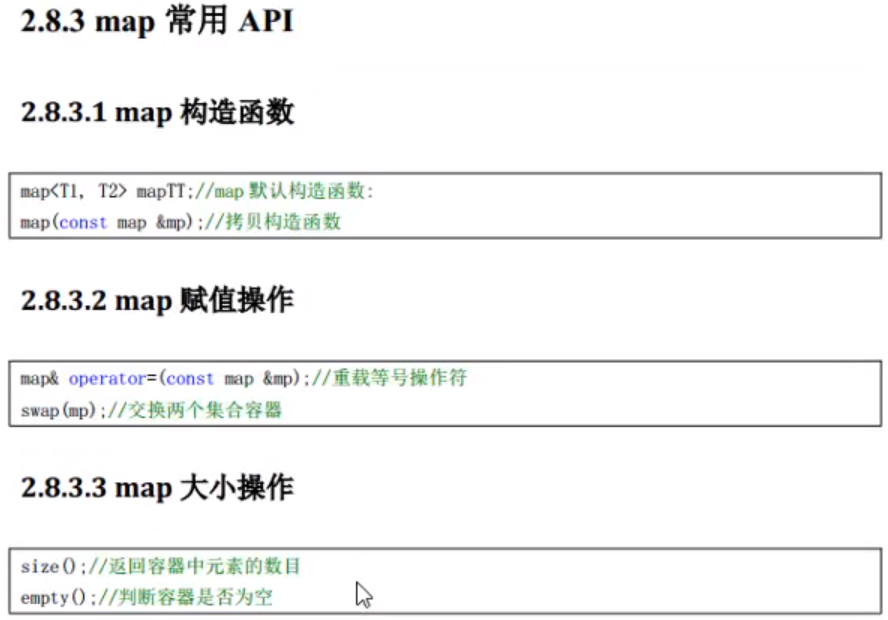 2.8.3 map 常用 API
2.8.3.1 map 构造函数
map<T1, T2> mapTT;//map 默认构造函数:
map(const map &mp);//拷贝构造函数
2.8.3.2 map 赋值操作
map& operator=(const map &mp);//重载等号操作符
swap(mp);//交换两个集合容器
2.8.3.3 map 大小操作
size();//返回容器中元素的数目
empty();//判断容器是否为空